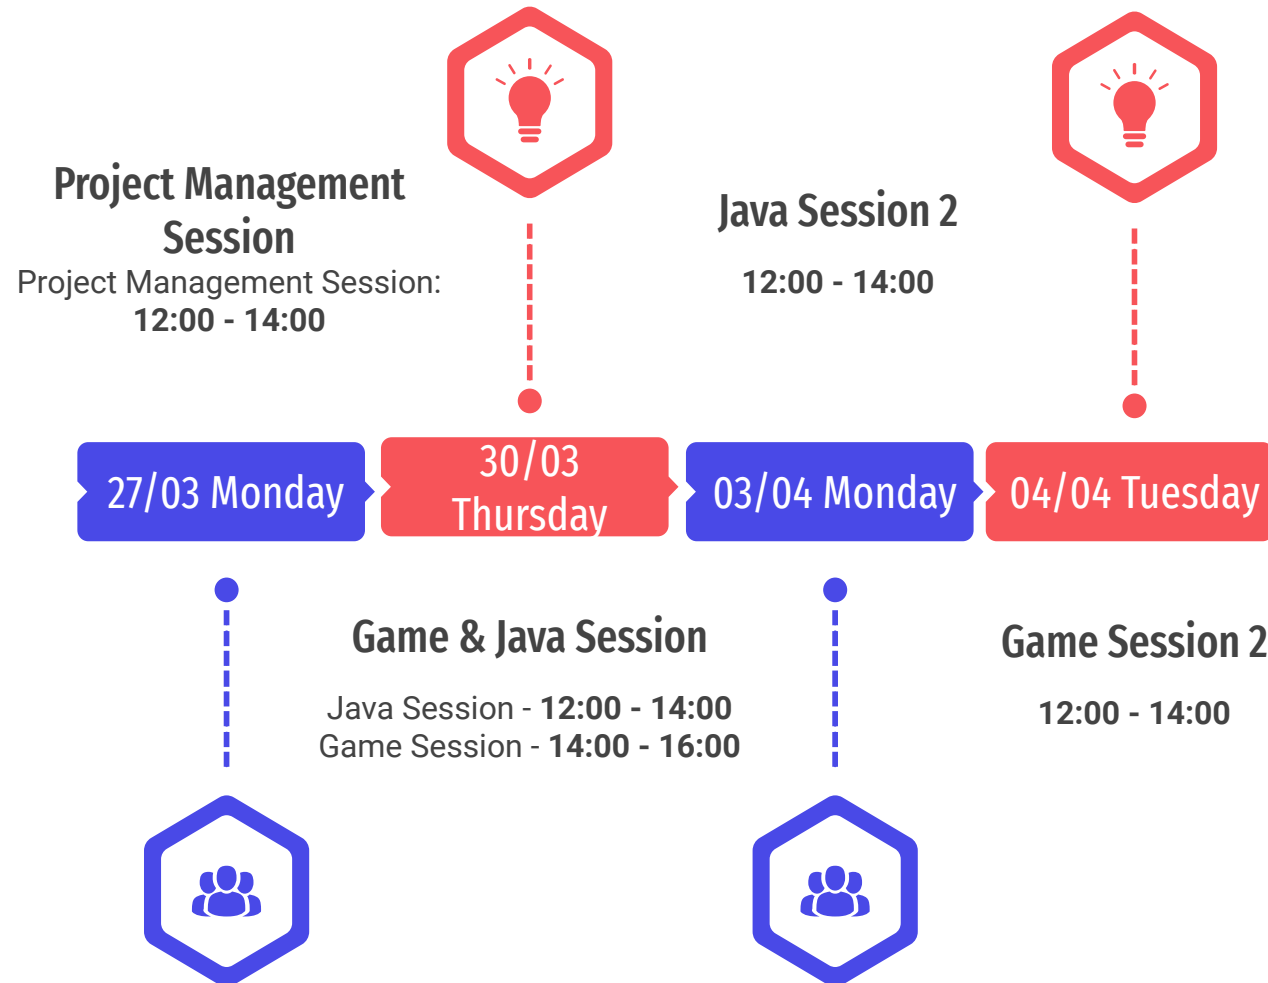 Project Management
Session
Project Management Session:
12:00 - 14:00
Java Session 2
12:00 - 14:00
27/03 Monday
30/03
Thursday
03/04 Monday
04/04 Tuesday
Game & Java Session
Java Session - 12:00 - 14:00
Game Session - 14:00 - 16:00
Game Session 2
12:00 - 14:00